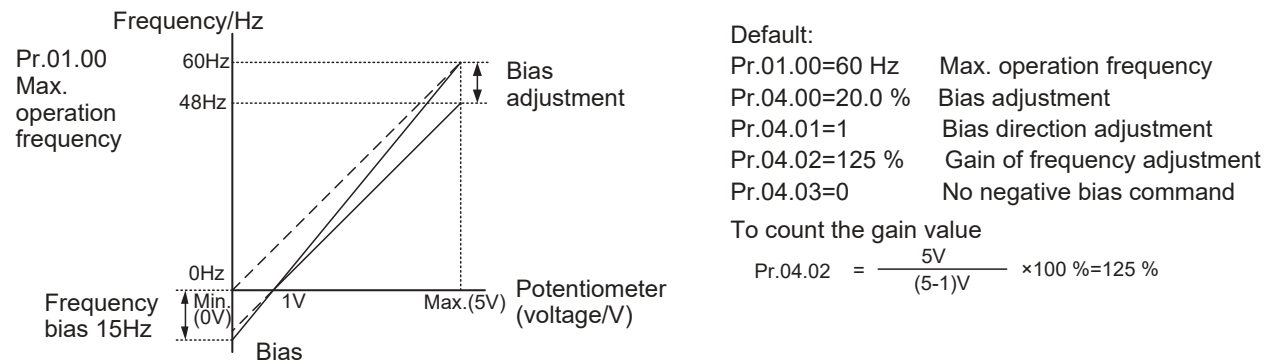 Frequency/Hz
Pr.01.00
Max.
operation
frequency
60Hz
48Hz
0Hz
Bias
adjustment
Frequency
bias 15Hz
Min.
(0V)
1V
Max.(5V)
Potentiometer
(voltage/V)
Bias
Default:
Pr.01.00=60 Hz Max. operation frequency
Pr.04.00=20.0 % Bias adjustment
Pr.04.01=1 Bias direction adjustment
Pr.04.02=125 % Gain of frequency adjustment
Pr.04.03=0 No negative bias command
To count the gain value
5V
Pr.04.02 = ×100 %=125 %
(5-1)V